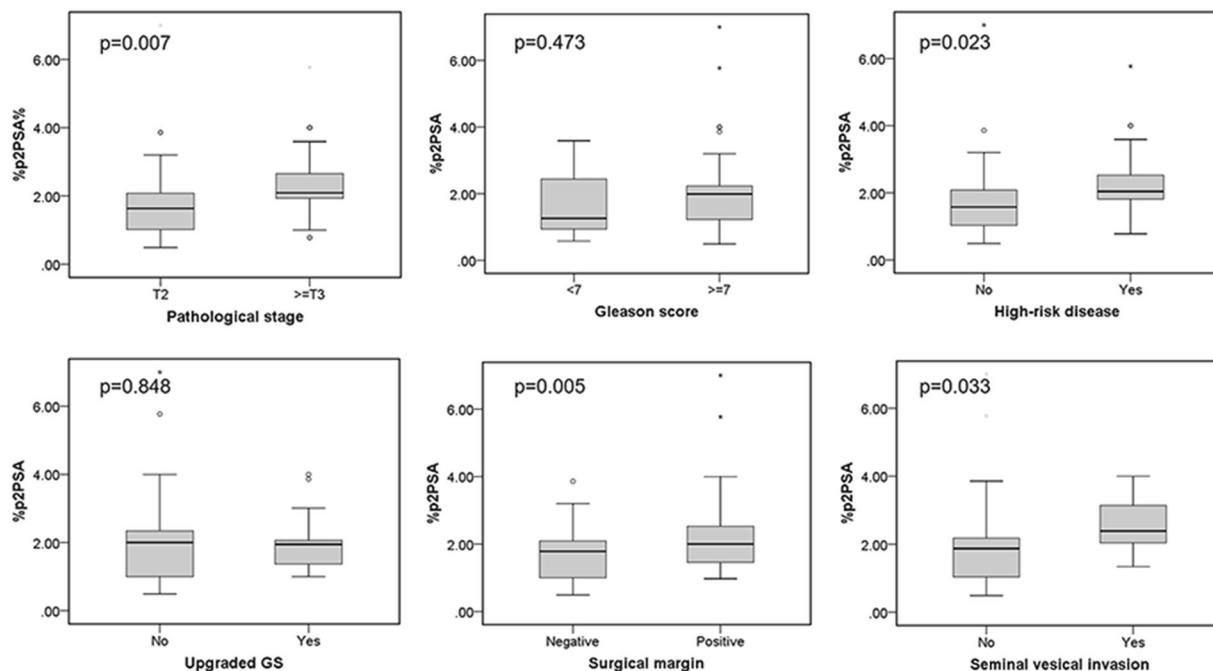 p=0.007
6.00
4.00
2.00
.00
%p2PSA%
T2
>=T3
Pathological stage
p=0.473
6.00
4.00
2.00
.00
%p2PSA
<7
>=7
Gleason score
p=0.023
6.00
4.00
2.00
.00
%p2PSA
No
Yes
High-risk disease
p=0.848
6.00
4.00
2.00
.00
%p2PSA
No
Yes
Upgraded GS
p=0.005
6.00
4.00
2.00
.00
%p2PSA
Negative
Positive
Surgical margin
p=0.033
6.00
4.00
2.00
.00
%p2PSA
No
Yes
Seminal vesical invasion